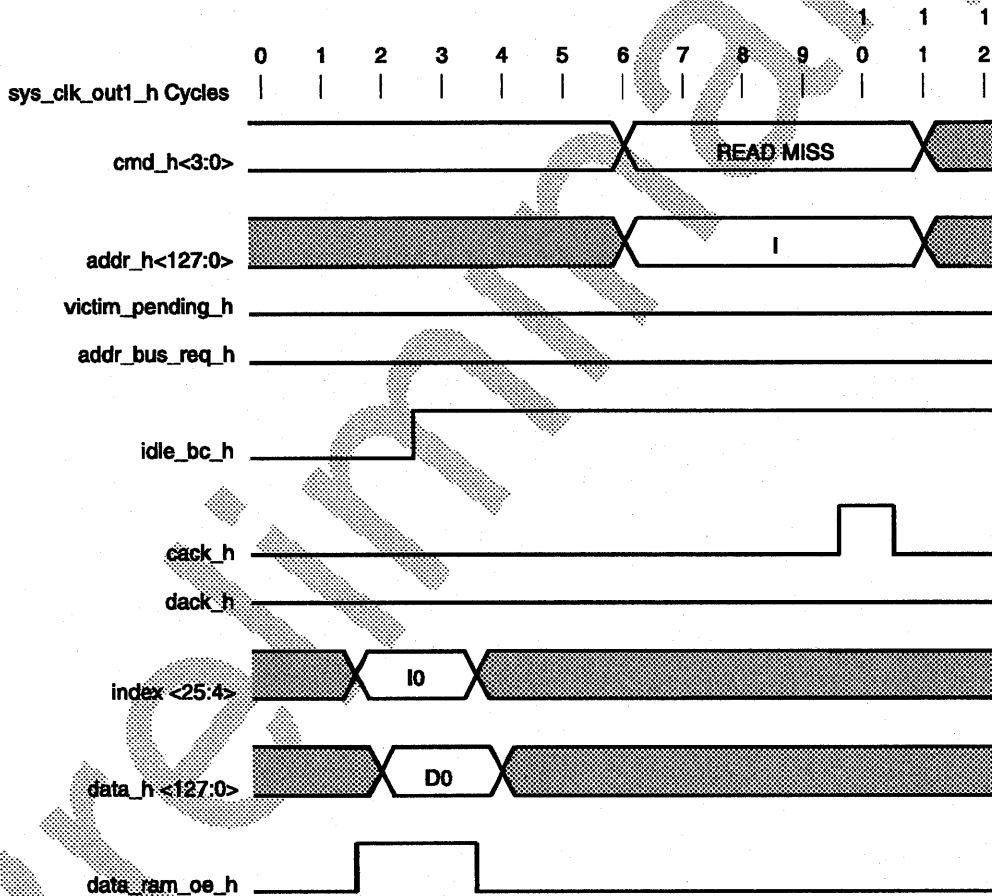 1 1 1
0 1 2 3 4 5 6 7 8 9 0 1 2
sys_clk_out1_h Cycles
cmd_h<3:0> READ MISS
addr_h<127:0> I
victim_pending_h
addr_bus_req_h
idle_bc_h
cack_h
dack_h
index <25:4> I0
data_h <127:0> D0
data_ram_oe_h